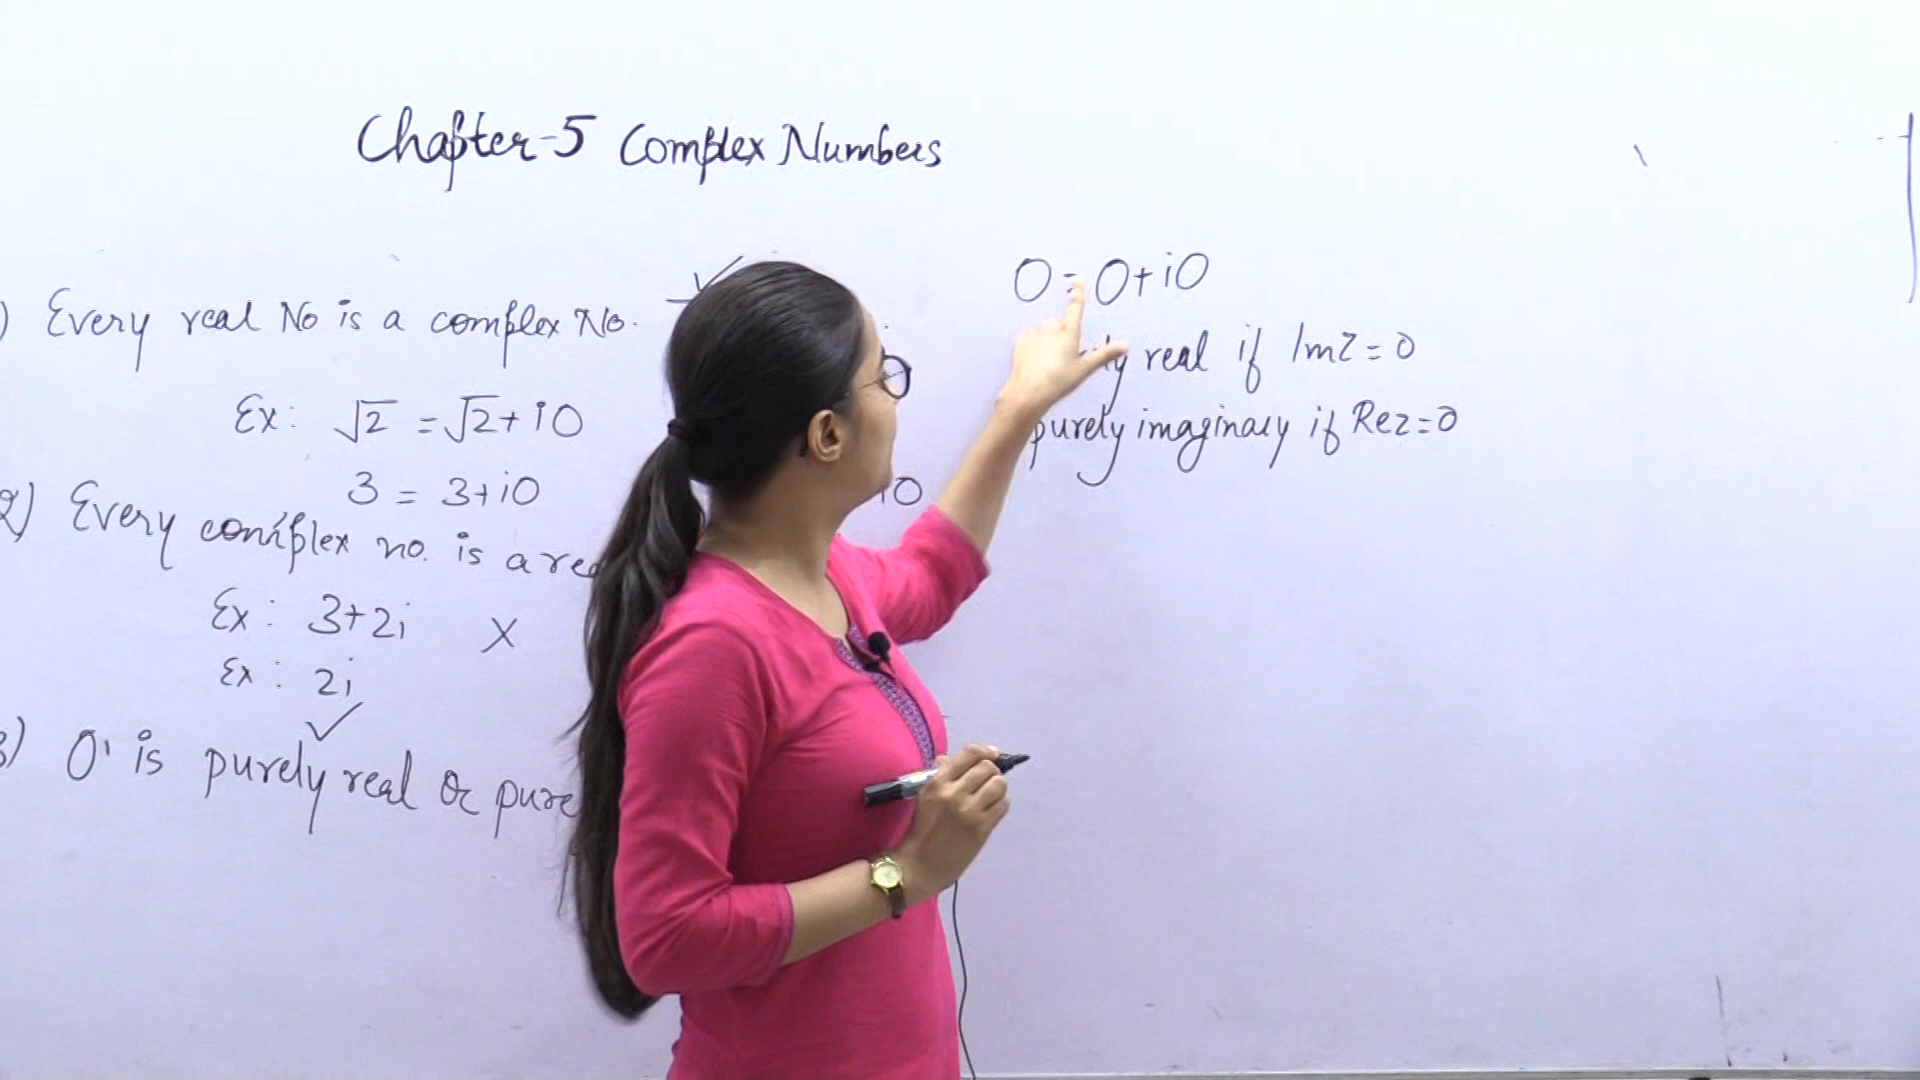 Chapter-5 Complex Numbers
) Every real No is a complex No.
Ex: √2 = √2 + i0
3 = 3+i0
i0
2) Every complex no. is a rea
Ex: 3+2i X
Ex: 2i
3) 0' is purely real or pure
0 = 0+i0
real if ImZ = 0
purely imaginary if Rez=0